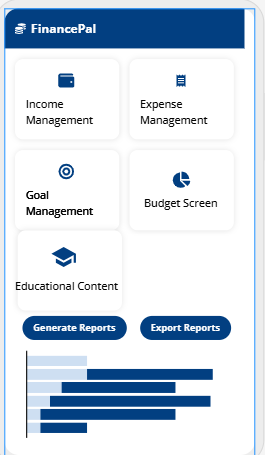 FinancePal
Income
Management
Expense
Management
Goal
Management
Budget Screen
Educational Content
Generate Reports
Export Reports